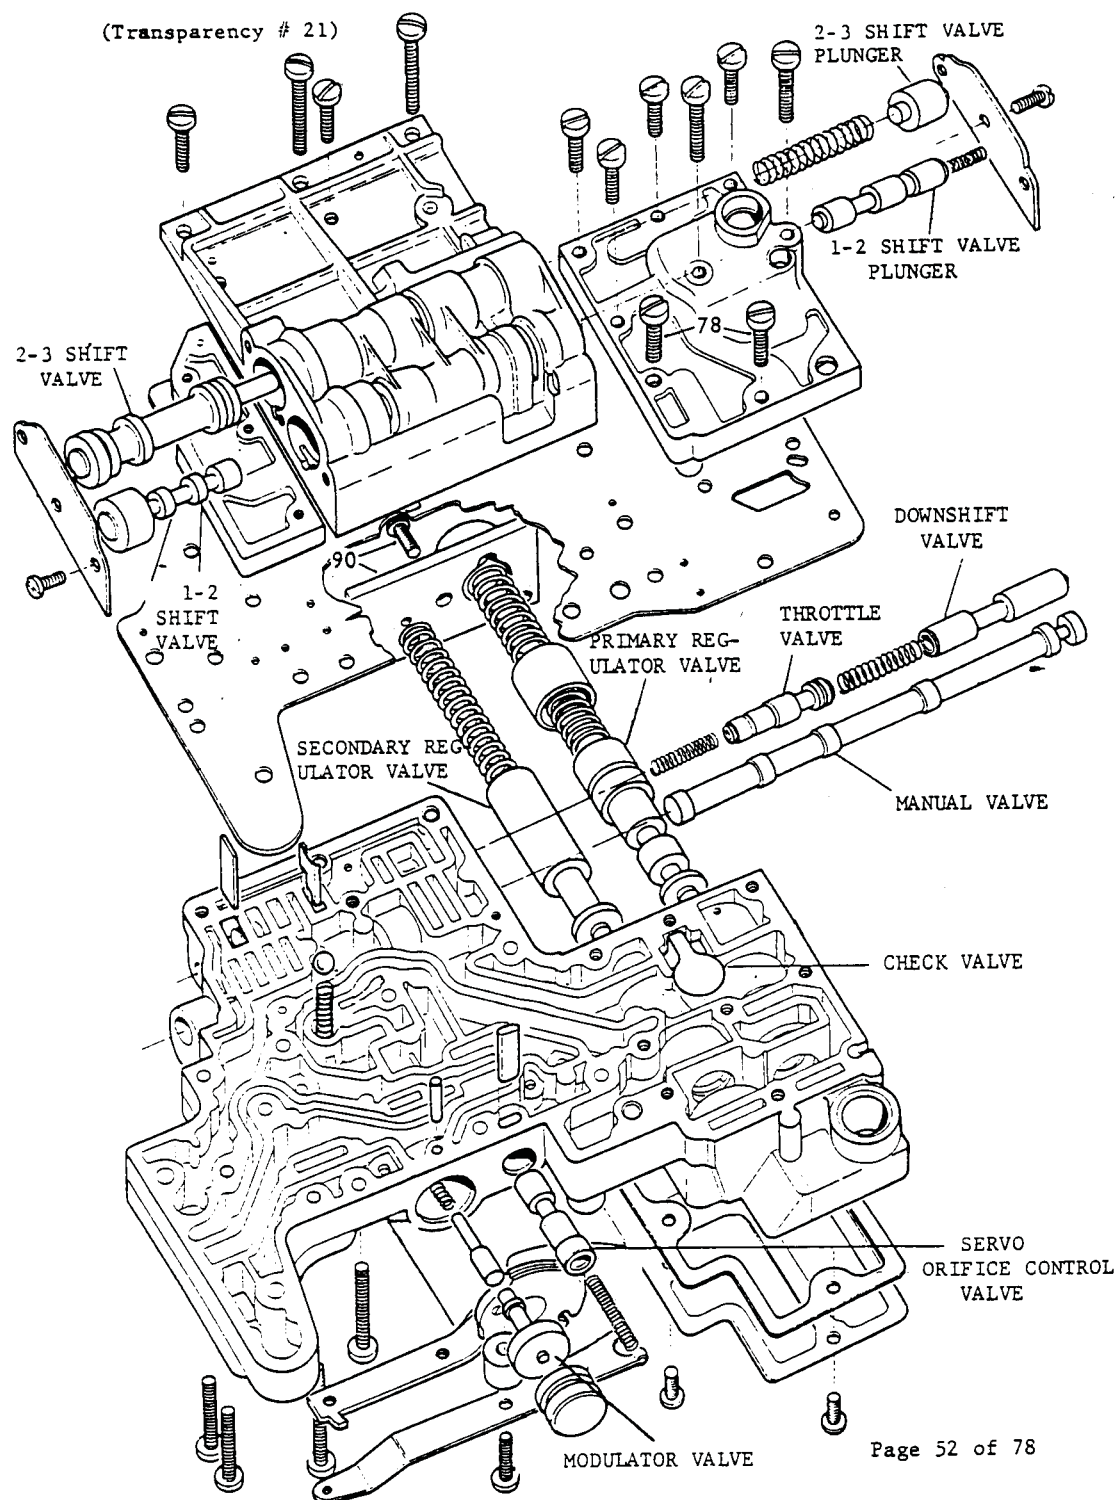 (Transparency # 21)
2-3 SHIFT VALVE
PLUNGER
1-2 SHIFT VALVE
PLUNGER
78
2-3 SHIFT
VALVE
90
1-2
SHIFT
VALVE
DOWNSHIFT
VALVE
THROTTLE
VALVE
PRIMARY REG-
ULATOR VALVE
SECONDARY REG
ULATOR VALVE
MANUAL VALVE
CHECK VALVE
SERVO
ORIFICE CONTROL
VALVE
MODULATOR VALVE
Page 52 of 78